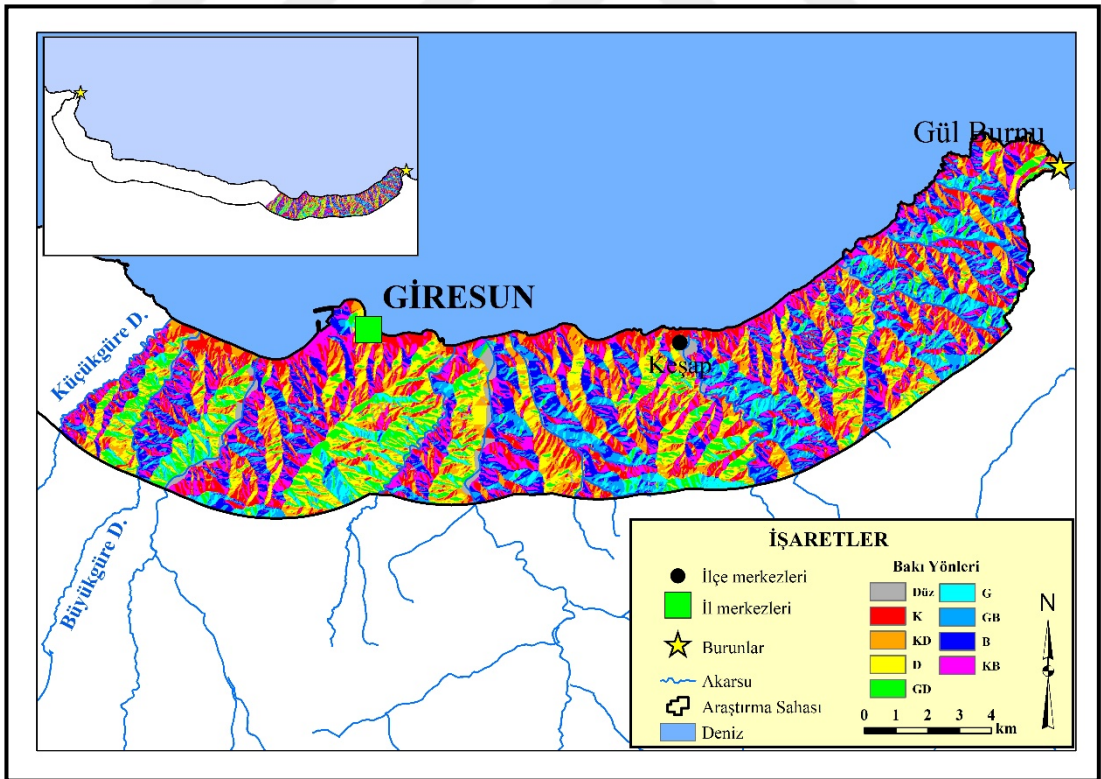 Gül Burnu
GİRESUN
Keşap
Küçükgüre D.
Büyükgüre D.
İŞARETLER
İlçe merkezleri
İl merkezleri
Burunlar
Akarsu
Araştırma Sahası
Deniz
Bakı Yönleri
Düz
K
KD
D
GD
G
GB
B
KB
N
0 1 2 3 4
km